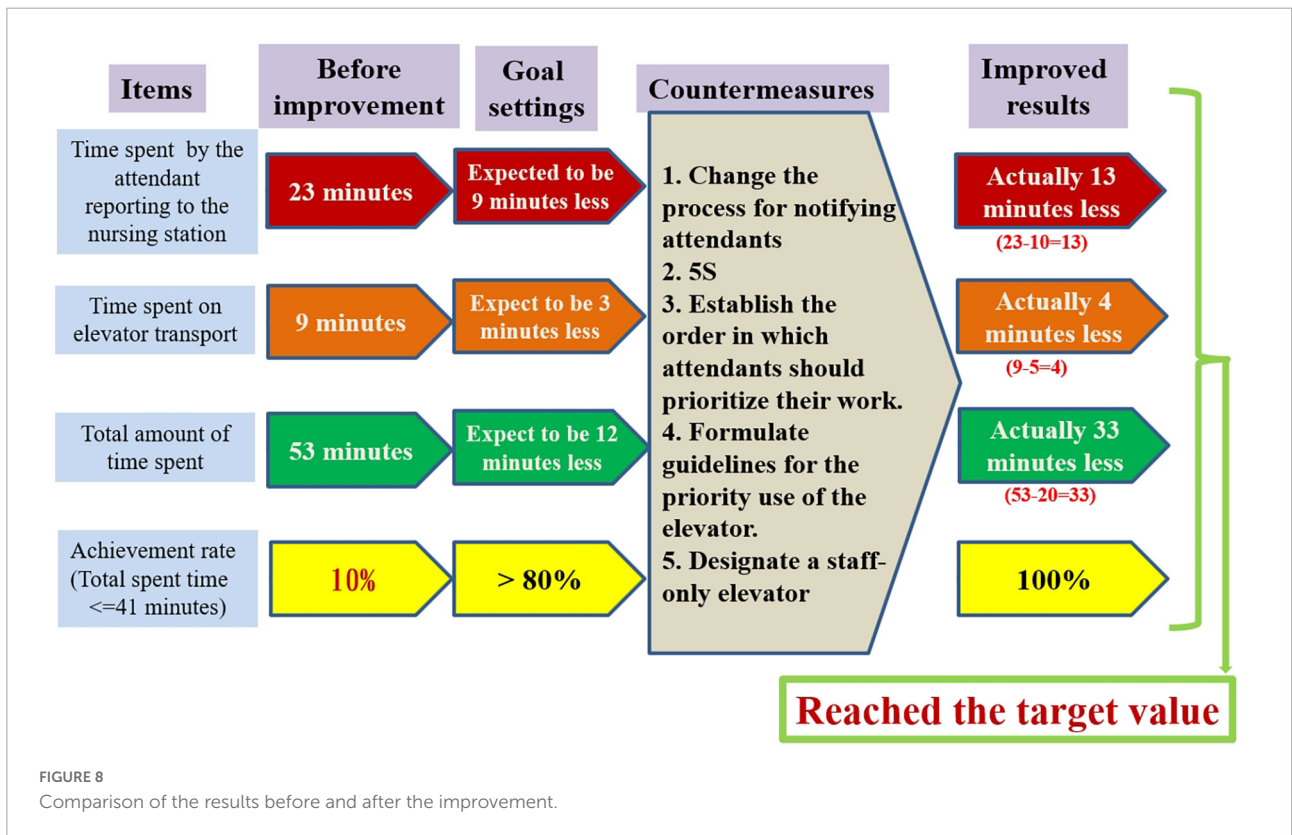 Items
Before
improvement
Goal
settings
Countermeasures
Improved
results
Time spent by the
attendant
reporting to the
nursing station
23 minutes
Expected to be
9 minutes less
Actually 13
minutes less
(23-10=13)
Time spent on
elevator transport
9 minutes
Expect to be 3
minutes less
Actually 4
minutes less
(9-5=4)
Total amount of
time spent
53 minutes
Expect to be 12
minutes less
Actually 33
minutes less
(53-20=33)
Achievement rate
(Total spent time
<=41 minutes)
10%
> 80%
100%
1. Change the
process for notifying
attendants
2. 5S
3. Establish the
order in which
attendants should
prioritize their work.
4. Formulate
guidelines for the
priority use of the
elevator.
5. Designate a staff-
only elevator
Reached the target value
FIGURE 8
Comparison of the results before and after the improvement.